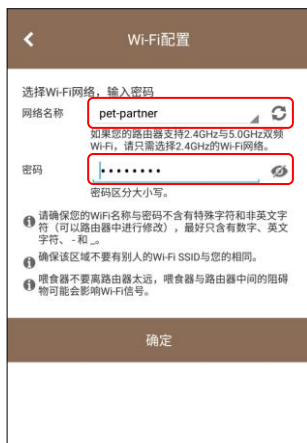 Wi-Fi配置
选择Wi-Fi网络，输入密码
网络名称 pet-partner
如果您的路由器支持2.4GHz与5.0GHz双频
Wi-Fi，请只需选择2.4GHz的Wi-Fi网络。
密码 ••••••••
密码区分大小写。
请确保您的WiFi名称与密码不含有特殊字符和非英文字
符（可以路由器中进行修改），最好只含有数字、英文
字符、 - 和 _。
确保该区域不要有别人的Wi-Fi SSID与您的相同。
喂食器不要离路由器太远，喂食器与路由器中间的阻碍
物可能会影响Wi-Fi信号。
确定